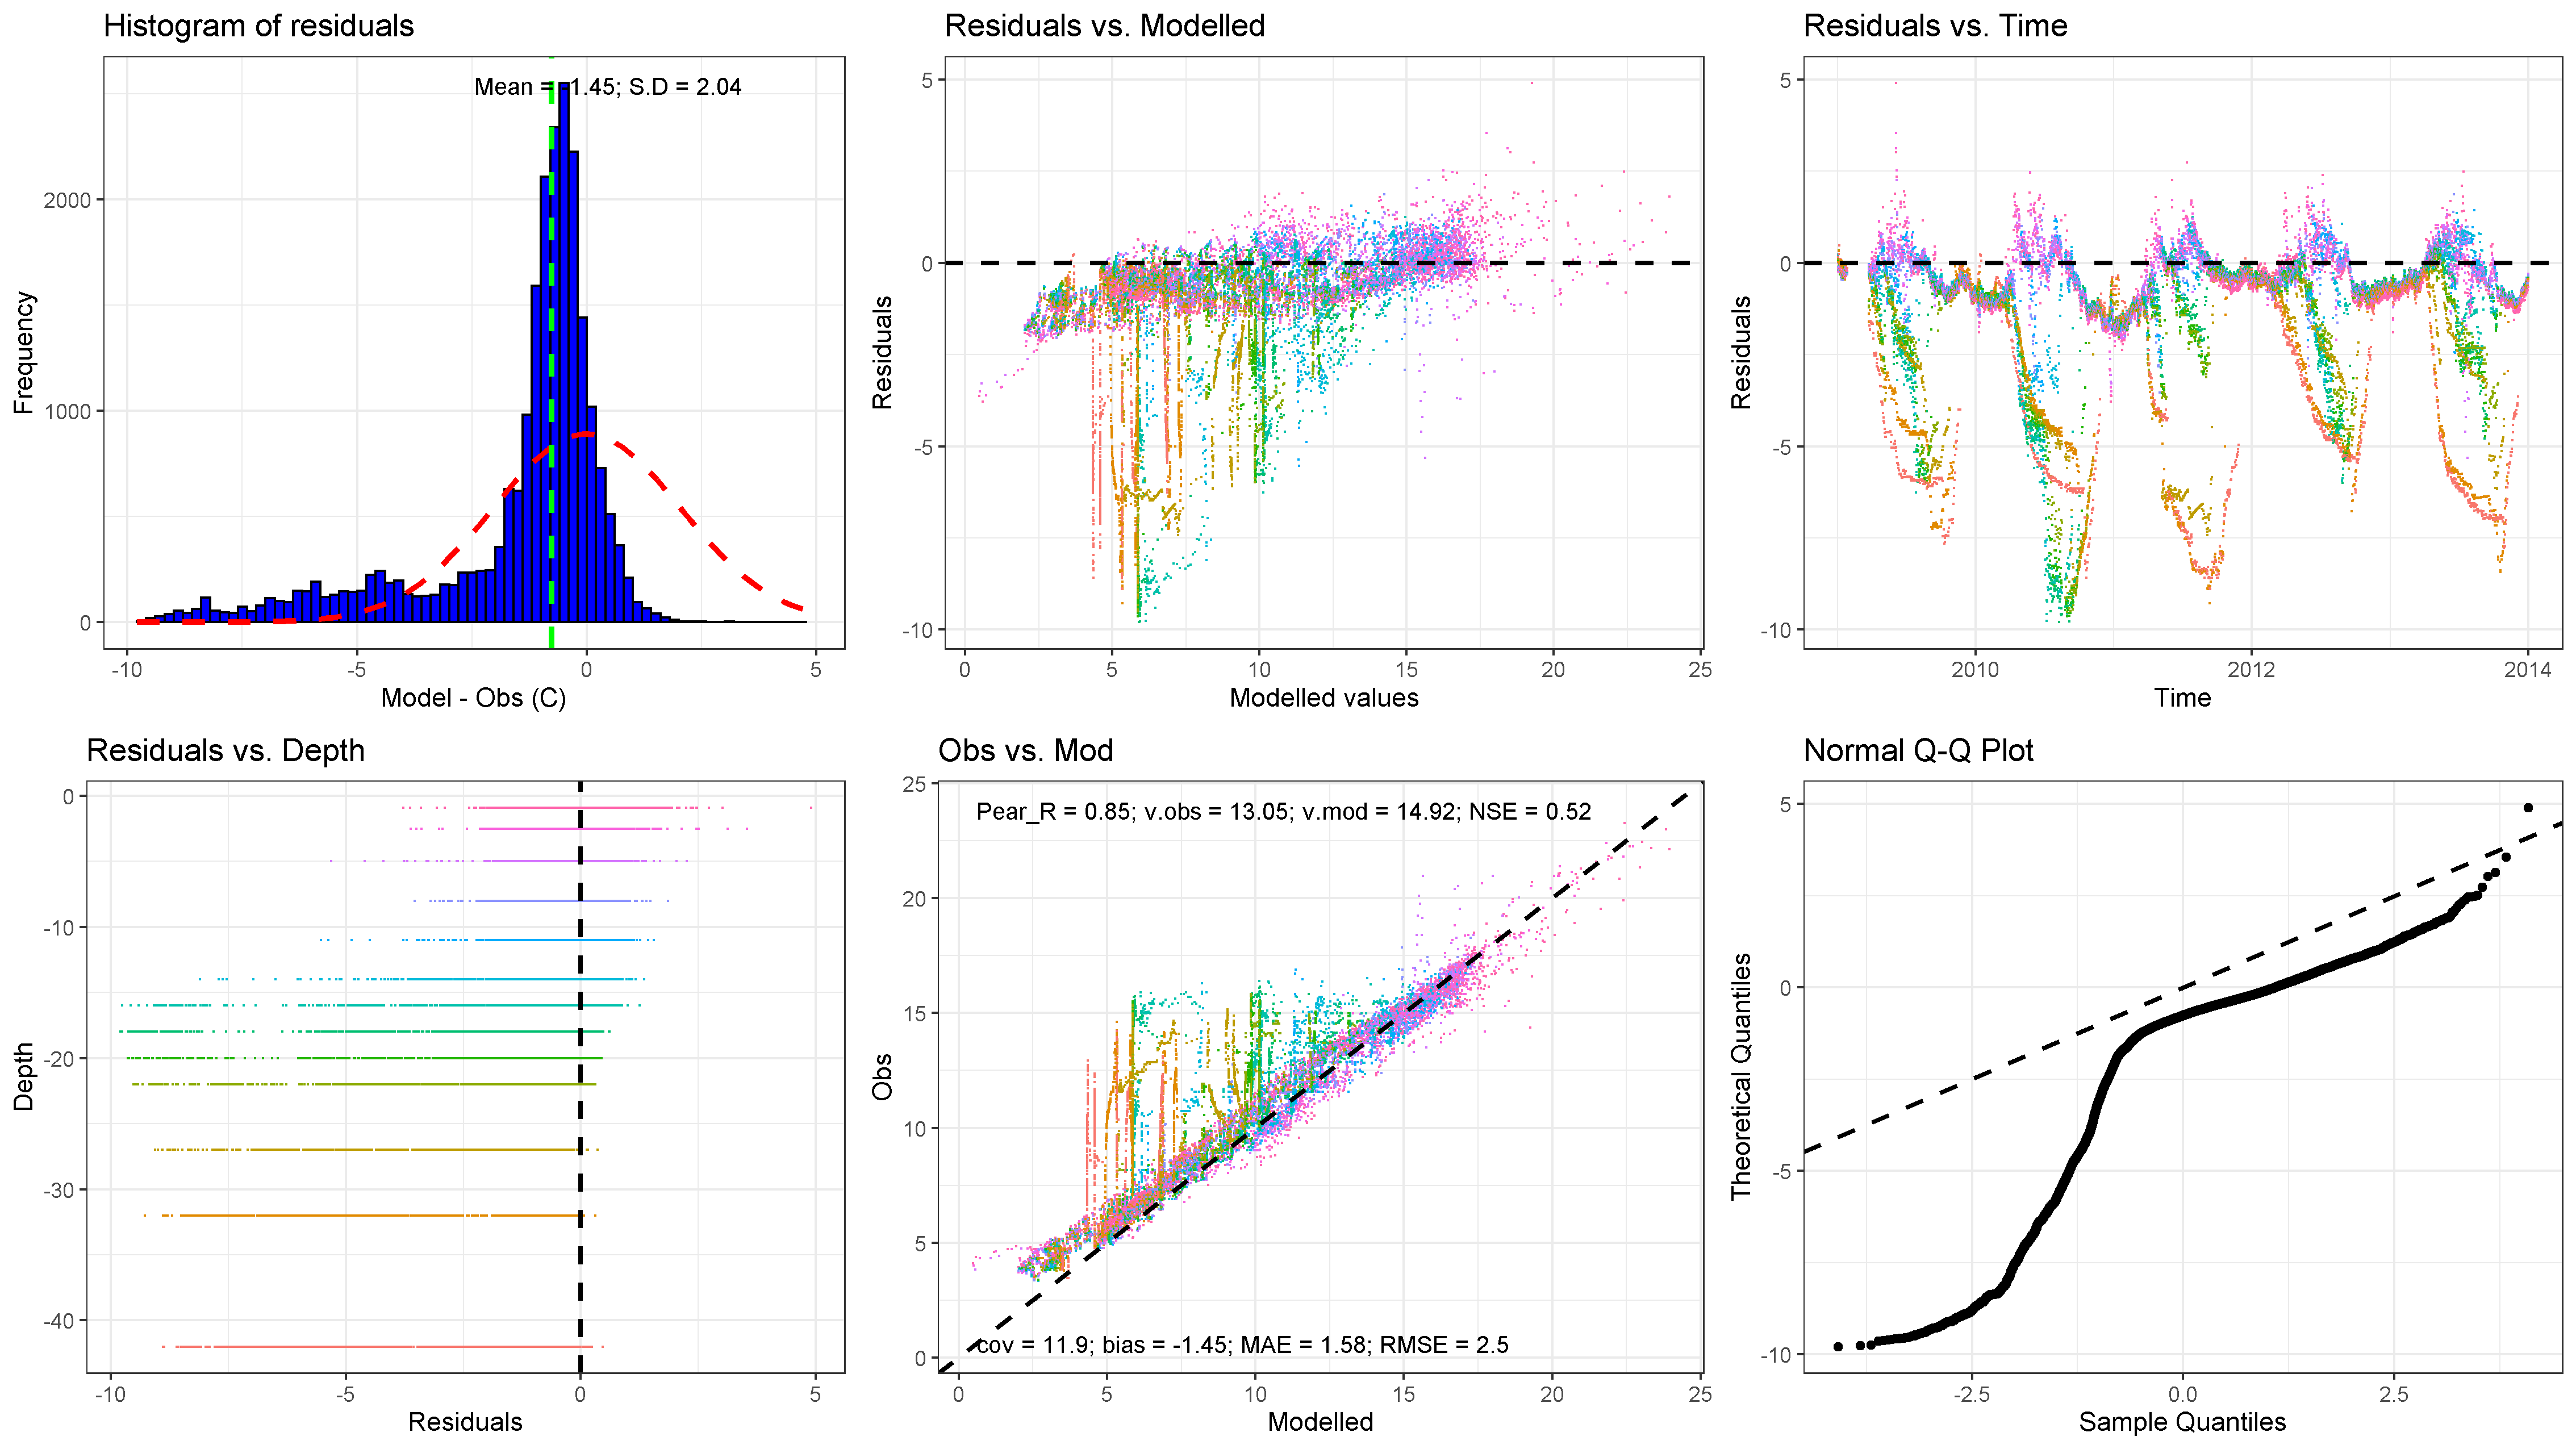 Histogram of residuals
Mean = -1.45; S.D = 2.04
Frequency
2000
1000
0
-10
-5
0
5
Model - Obs (C)
Residuals vs. Modelled
Residuals
5
0
-5
-10
0
5
10
15
20
25
Modelled values
Residuals vs. Time
Residuals
5
0
-5
-10
2010
2012
2014
Time
Residuals vs. Depth
Depth
0
-10
-20
-30
-40
-10
-5
0
5
Residuals
Obs vs. Mod
Pear_R = 0.85; v.obs = 13.05; v.mod = 14.92; NSE = 0.52
Obs
25
20
15
10
5
0
cov = 11.9; bias = -1.45; MAE = 1.58; RMSE = 2.5
0
5
10
15
20
25
Modelled
Normal Q-Q Plot
Theoretical Quantiles
5
0
-5
-10
-2.5
0.0
2.5
Sample Quantiles